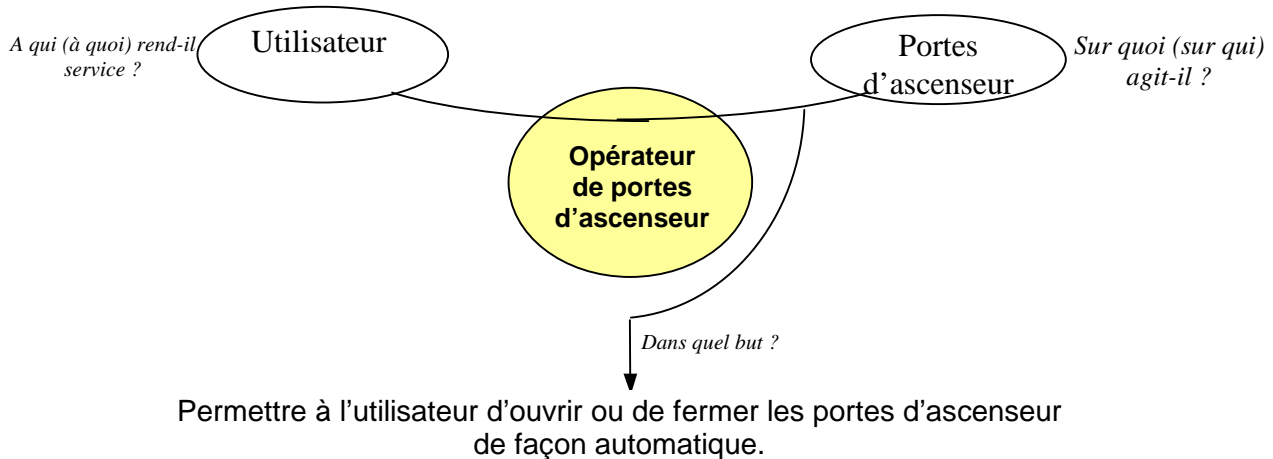 A qui (à quoi) rend-il
service ?
Utilisateur
Portes
d’ascenseur
Sur quoi (sur qui)
agit-il ?
Opérateur
de portes
d’ascenseur
Dans quel but ?
Permettre à l’utilisateur d’ouvrir ou de fermer les portes d’ascenseur
de façon automatique.